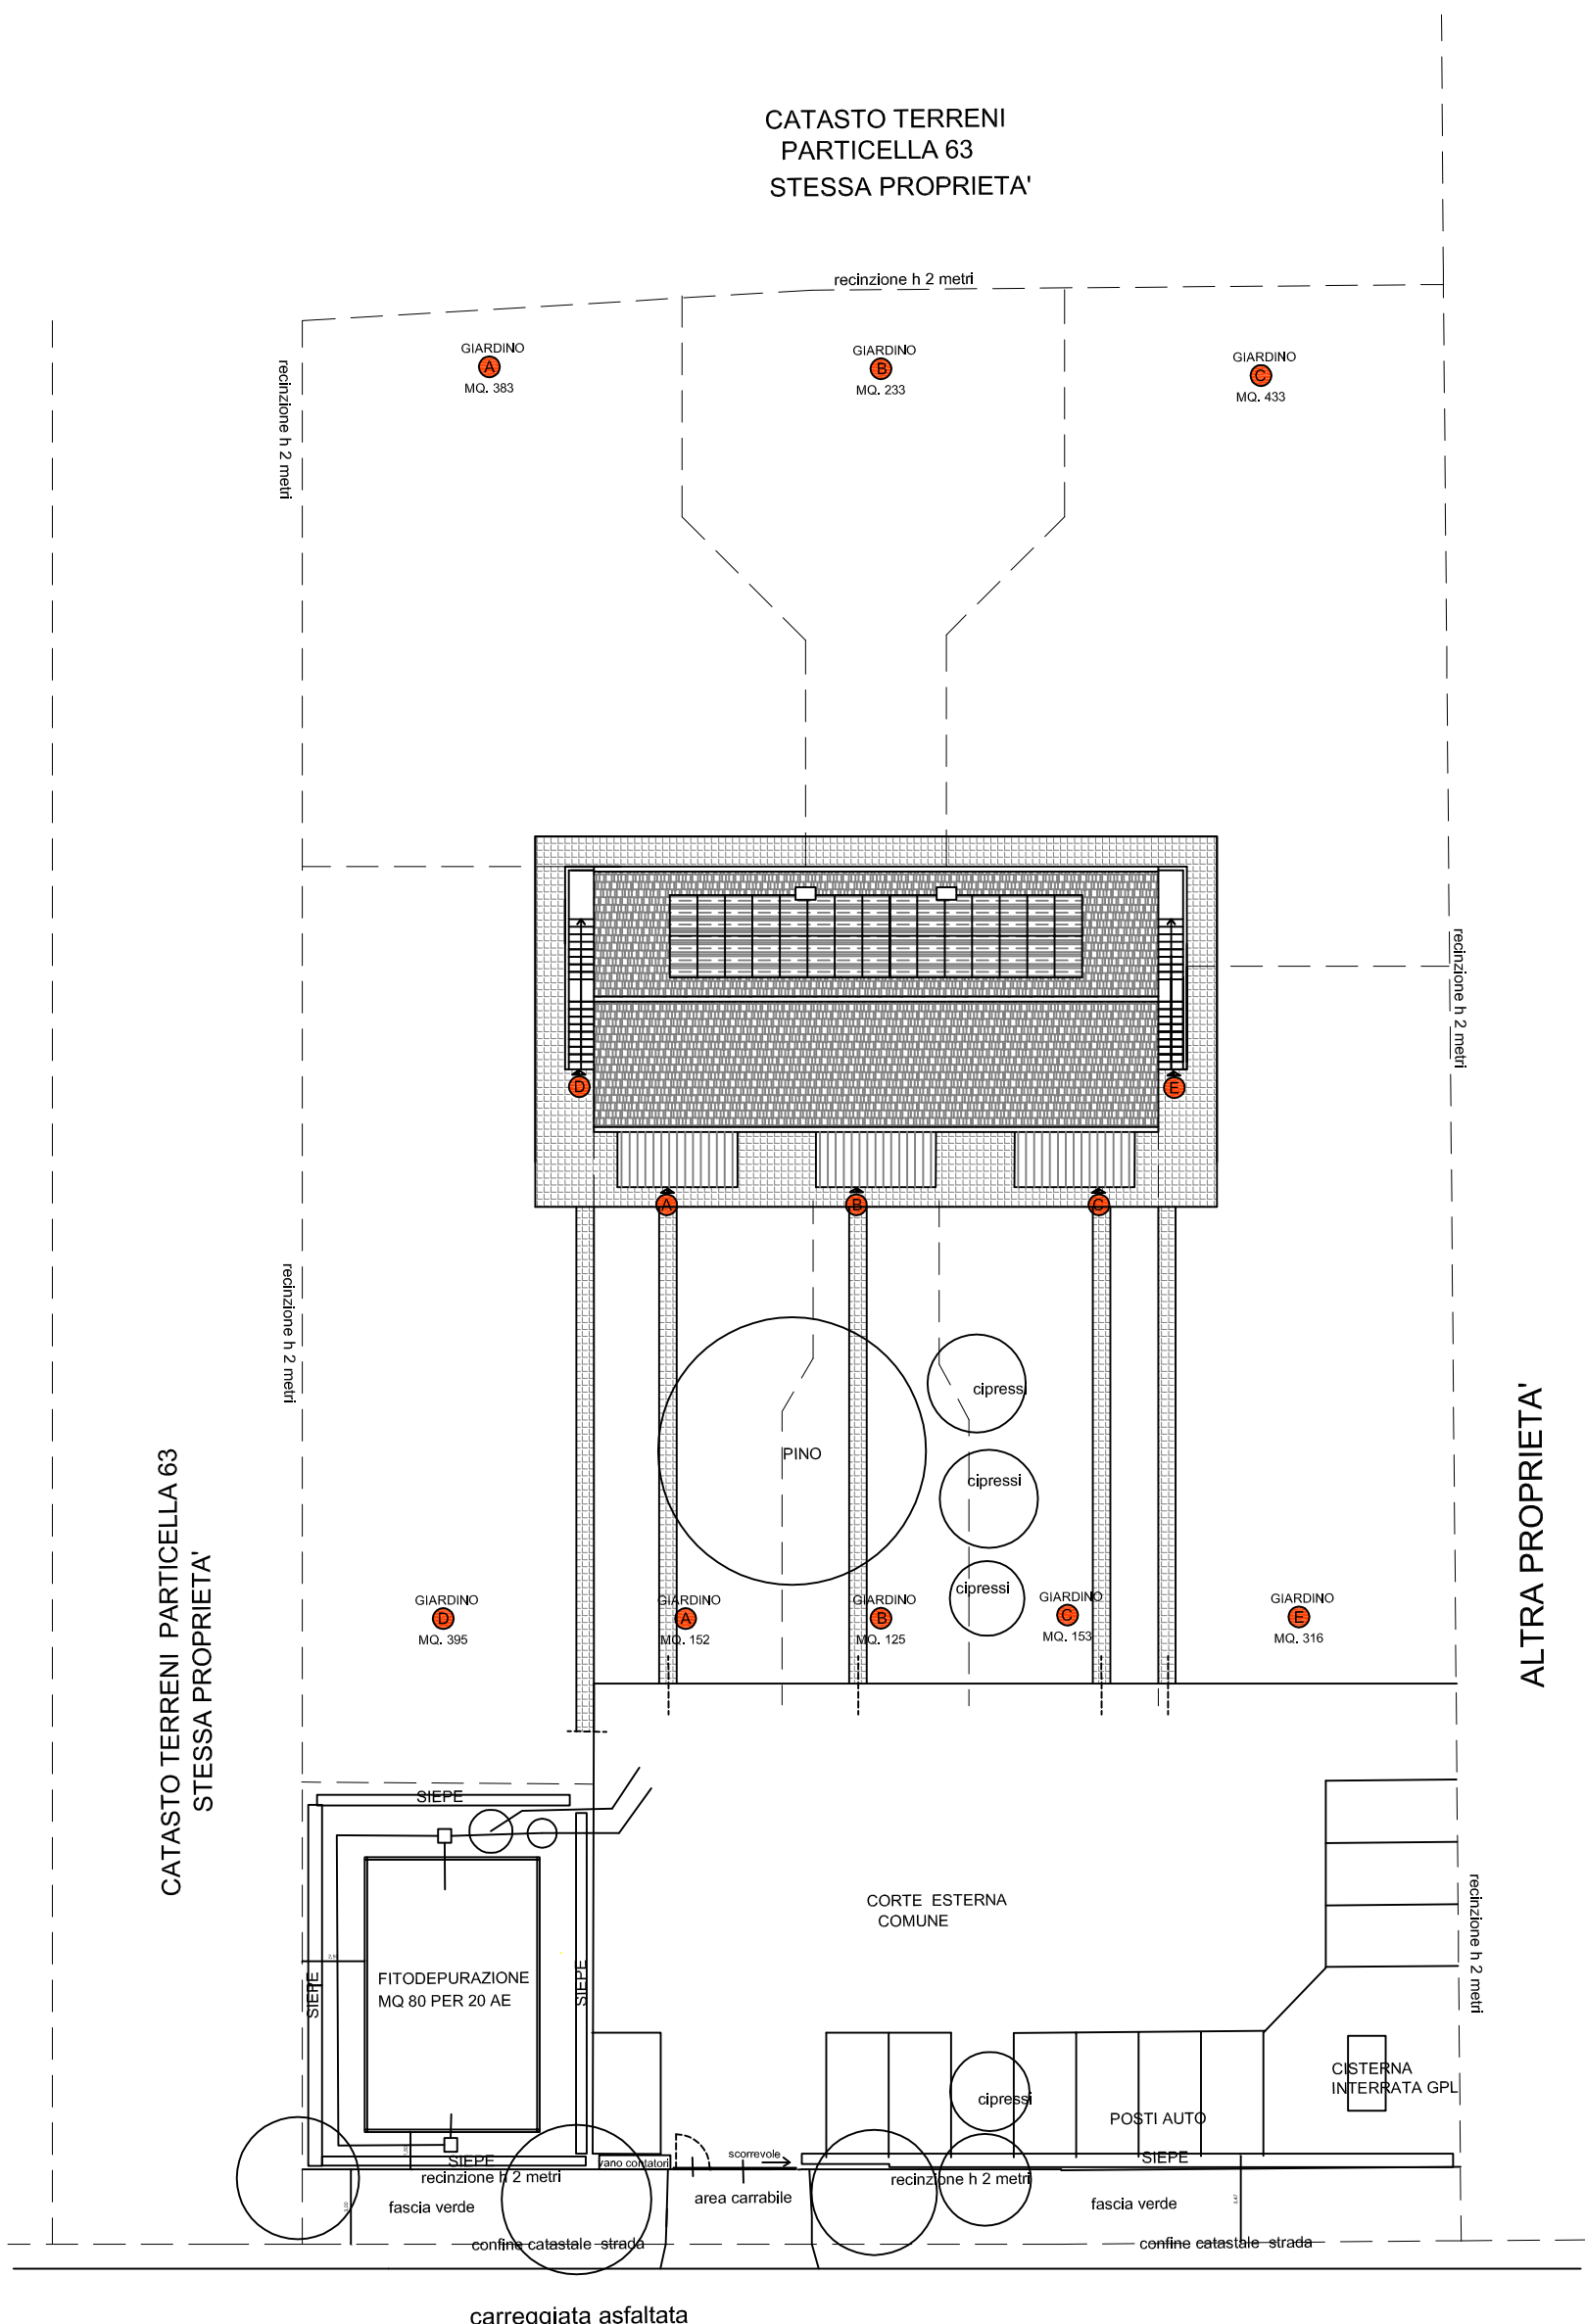 CATASTO TERRENI
PARTICELLA 63
STESSA PROPRIETA'
recinzione h 2 metri
recinzione h 2 metri
GIARDINO
A
MQ. 383
GIARDINO
B
MQ. 233
GIARDINO
C
MQ. 433
recinzione h 2 metri
D
E
A
B
C
recinzione h 2 metri
cipressi
PINO
cipressi
cipressi
CATASTO TERRENI PARTICELLA 63
STESSA PROPRIETA'
ALTRA PROPRIETA'
GIARDINO
D
MQ. 395
GIARDINO
A
MQ. 152
GIARDINO
B
MQ. 125
GIARDINO
C
MQ. 153
GIARDINO
E
MQ. 316
SIEPE
CORTE ESTERNA
COMUNE
recinzione h 2 metri
SIEPE
FITODEPURAZIONE
MQ 80 PER 20 AE
SIEPE
CISTERNA
INTERRATA GPL
cipressi
POSTI AUTO
SIEPE
vano contatori
scorrevole
SIEPE
recinzione h 2 metri
recinzione h 2 metri
area carrabile
fascia verde
fascia verde
confine catastale strada
confine catastale strada
carreggiata asfaltata